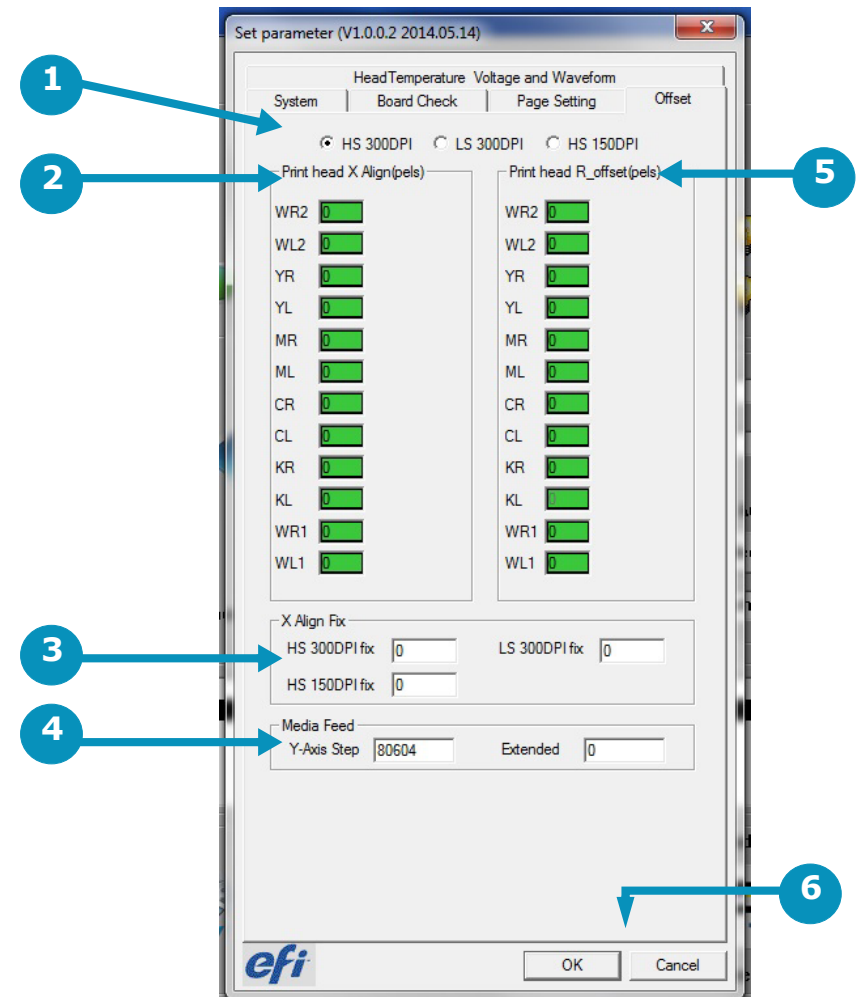 Set parameter (V1.0.0.2 2014.05.14)
x
1
HeadTemperature Voltage and Waveform
System Board Check Page Setting Offset
HS 300DPI LS 300DPI HS 150DPI
2
5
Print head X Align(pels) Print head R_offset(pels)
WR2 0 WR2 0
WL2 0 WL2 0
YR 0 YR 0
YL 0 YL 0
MR 0 MR 0
ML 0 ML 0
CR 0 CR 0
CL 0 CL 0
KR 0 KR 0
KL 0 KL 0
WR1 0 WR1 0
WL1 0 WL1 0
X Align Fix
3
HS 300DPI fix 0 LS 300DPI fix 0
HS 150DPI fix 0
4
Media Feed
Y-Axis Step 80604 Extended 0
6
efi OK Cancel